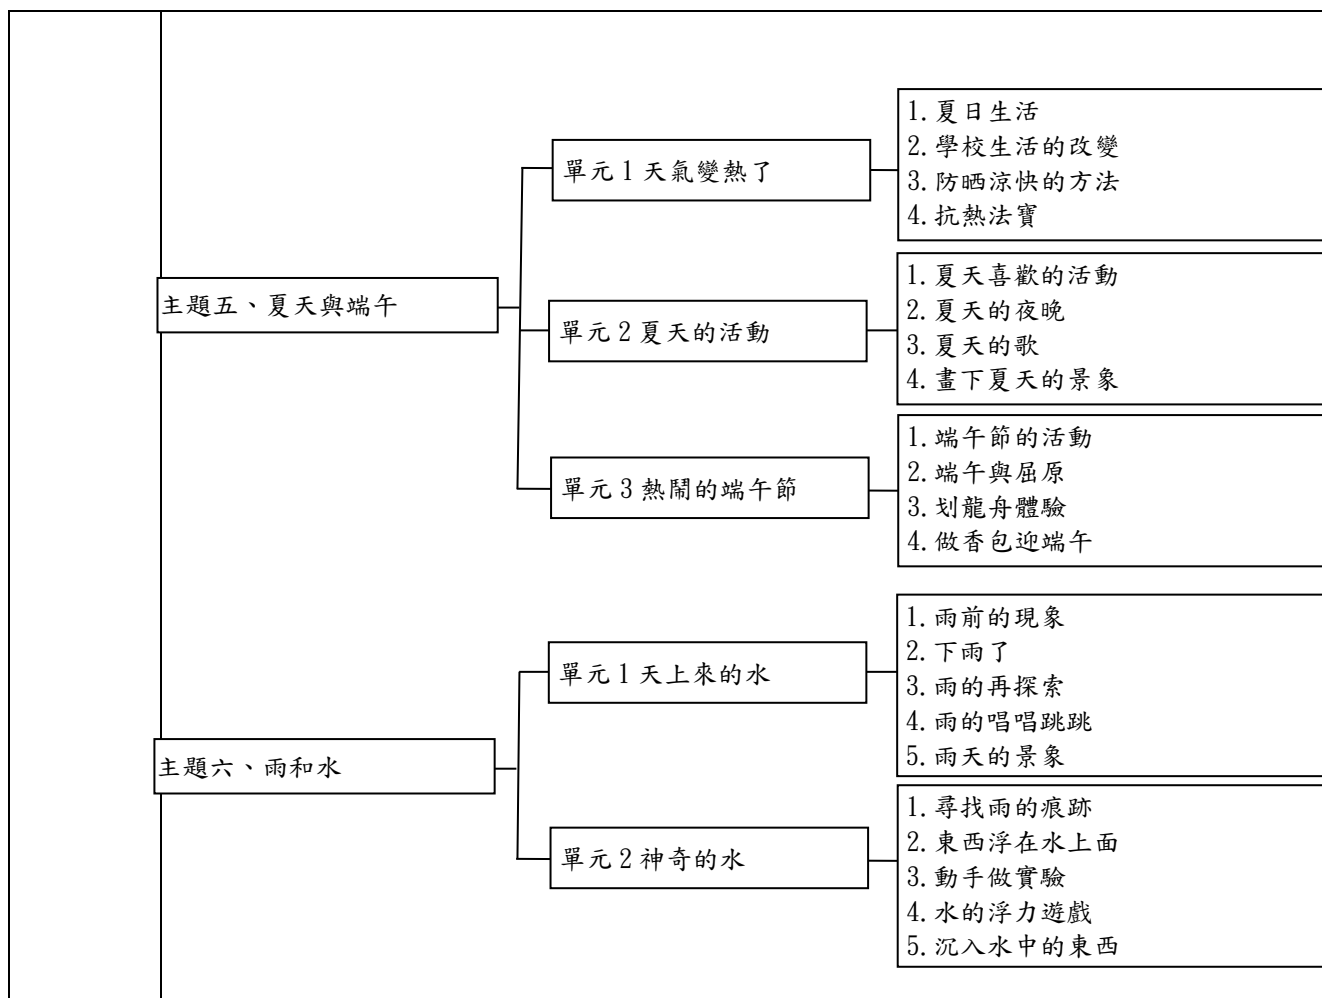 主題五、夏天與端午
單元 1 天氣變熱了
1.夏日生活
2.學校生活的改變
3.防晒涼快的方法
4.抗熱法寶
單元 2 夏天的活動
1.夏天喜歡的活動
2.夏天的夜晚
3.夏天的歌
4.畫下夏天的景象
單元 3 熱鬧的端午節
1.端午節的活動
2.端午與屈原
3.划龍舟體驗
4.做香包迎端午
主題六、雨和水
單元 1 天上來的水
1.雨前的現象
2.下雨了
3.雨的再探索
4.雨的唱唱跳跳
5.雨天的景象
單元 2 神奇的水
1.尋找雨的痕跡
2.東西浮在水上面
3.動手做實驗
4.水的浮力遊戲
5.沉入水中的東西